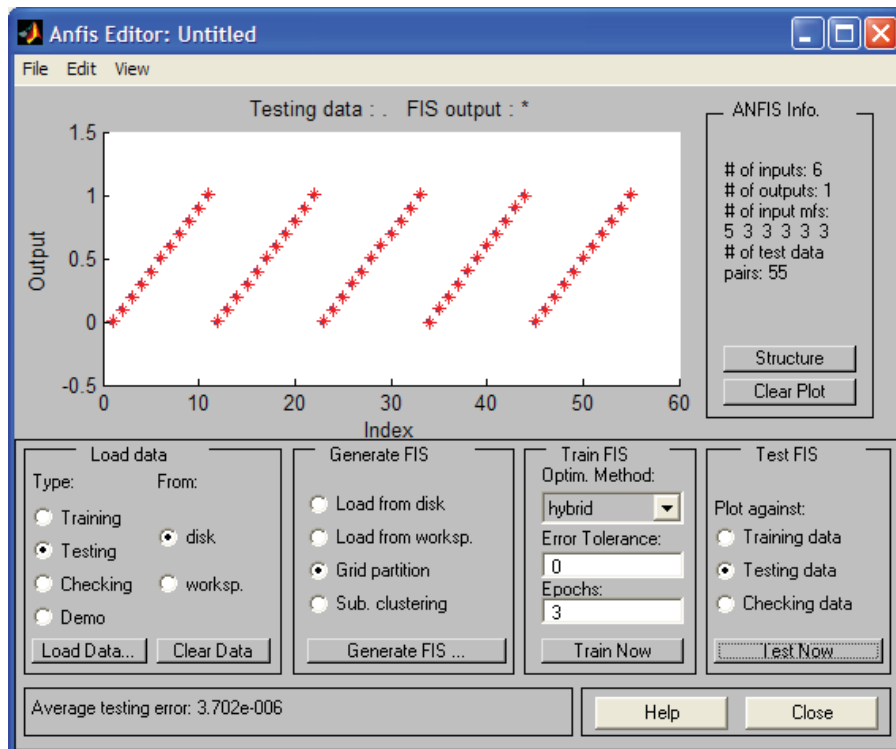 Anfis Editor: Untitled
File Edit View
Testing data : . FIS output : *
1.5
1
0.5
0
-0.5
Output
0 10 20 30 40 50 60
Index
ANFIS Info.
# of inputs: 6
# of outputs: 1
# of input mfs:
5 3 3 3 3 3
# of test data
pairs: 55
Structure
Clear Plot
Load data
Type: From:
Training
Testing
Checking
Demo
disk
worksp.
Load Data... Clear Data
Generate FIS
Load from disk
Load from worksp.
Grid partition
Sub. clustering
Generate FIS ...
Train FIS
Optim. Method:
hybrid
Error Tolerance:
0
Epochs:
3
Train Now
Test FIS
Plot against:
Training data
Testing data
Checking data
Test Now
Average testing error: 3.702e-006
Help Close